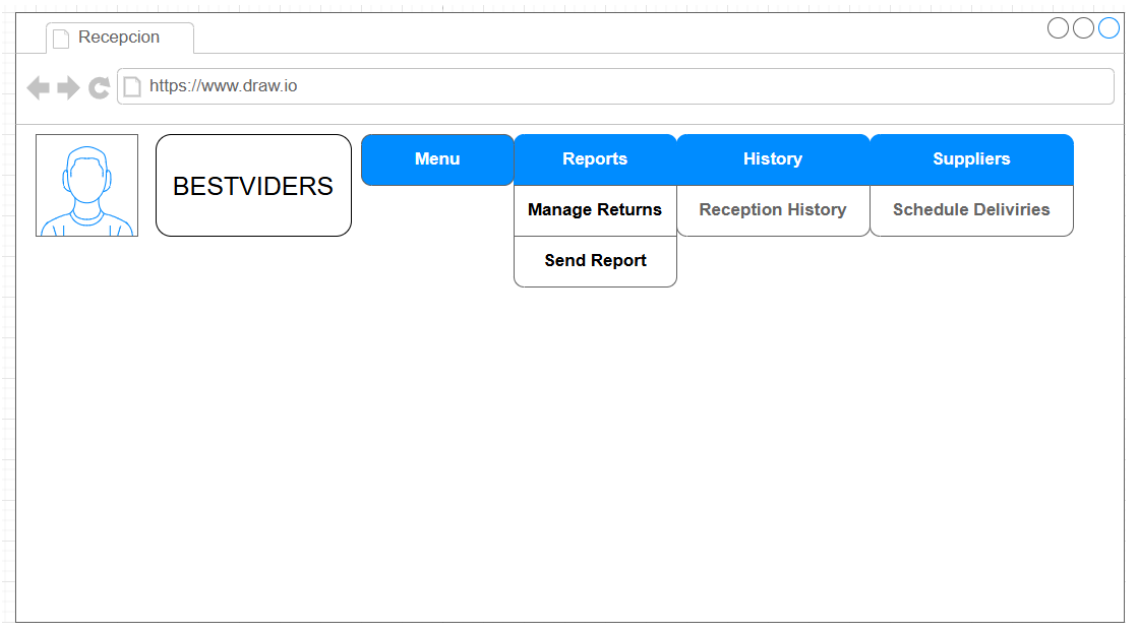 Recepcion
https://www.draw.io
BESTVIDERS
Menu
Reports
History
Suppliers
Manage Returns
Reception History
Schedule Deliviries
Send Report